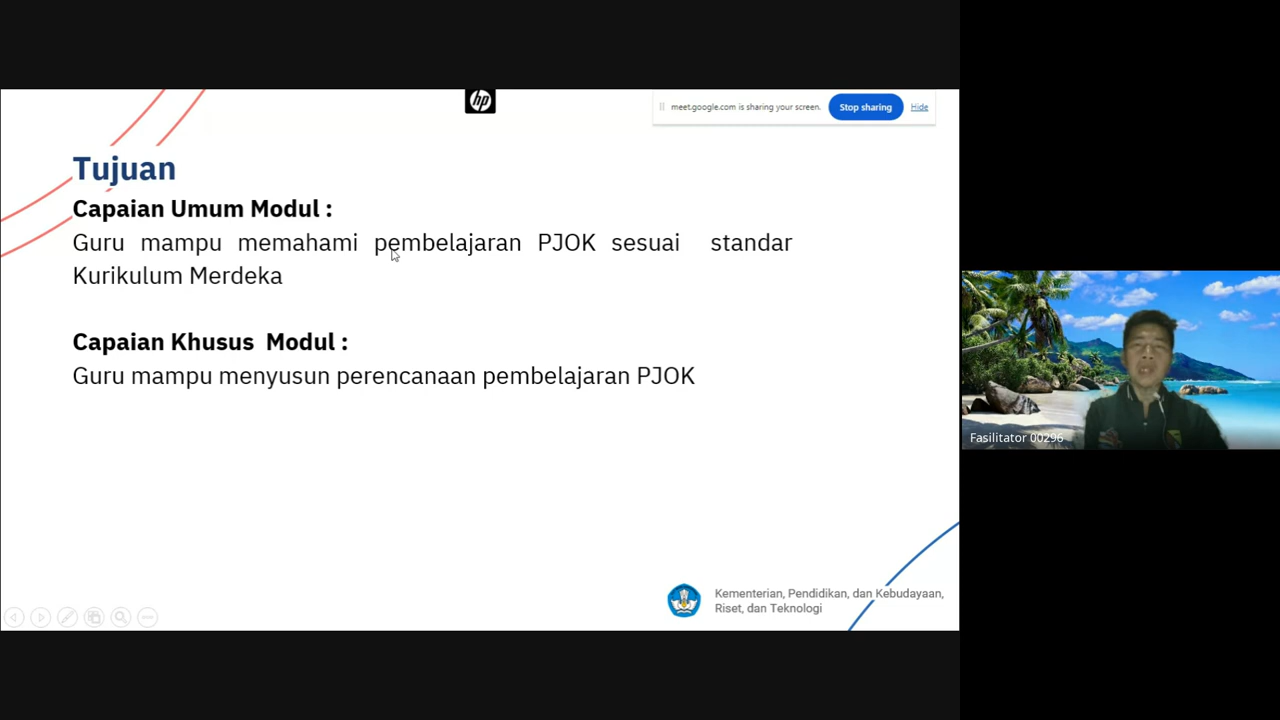 hp
meet.google.com is sharing your screen. Stop sharing Hide
Tujuan
Capaian Umum Modul :
Guru mampu memahami pembelajaran PJOK sesuai standar
Kurikulum Merdeka
Capaian Khusus Modul :
Guru mampu menyusun perencanaan pembelajaran PJOK
Fasilitator 00296
Kementerian, Pendidikan, dan Kebudayaan,
Riset, dan Teknologi